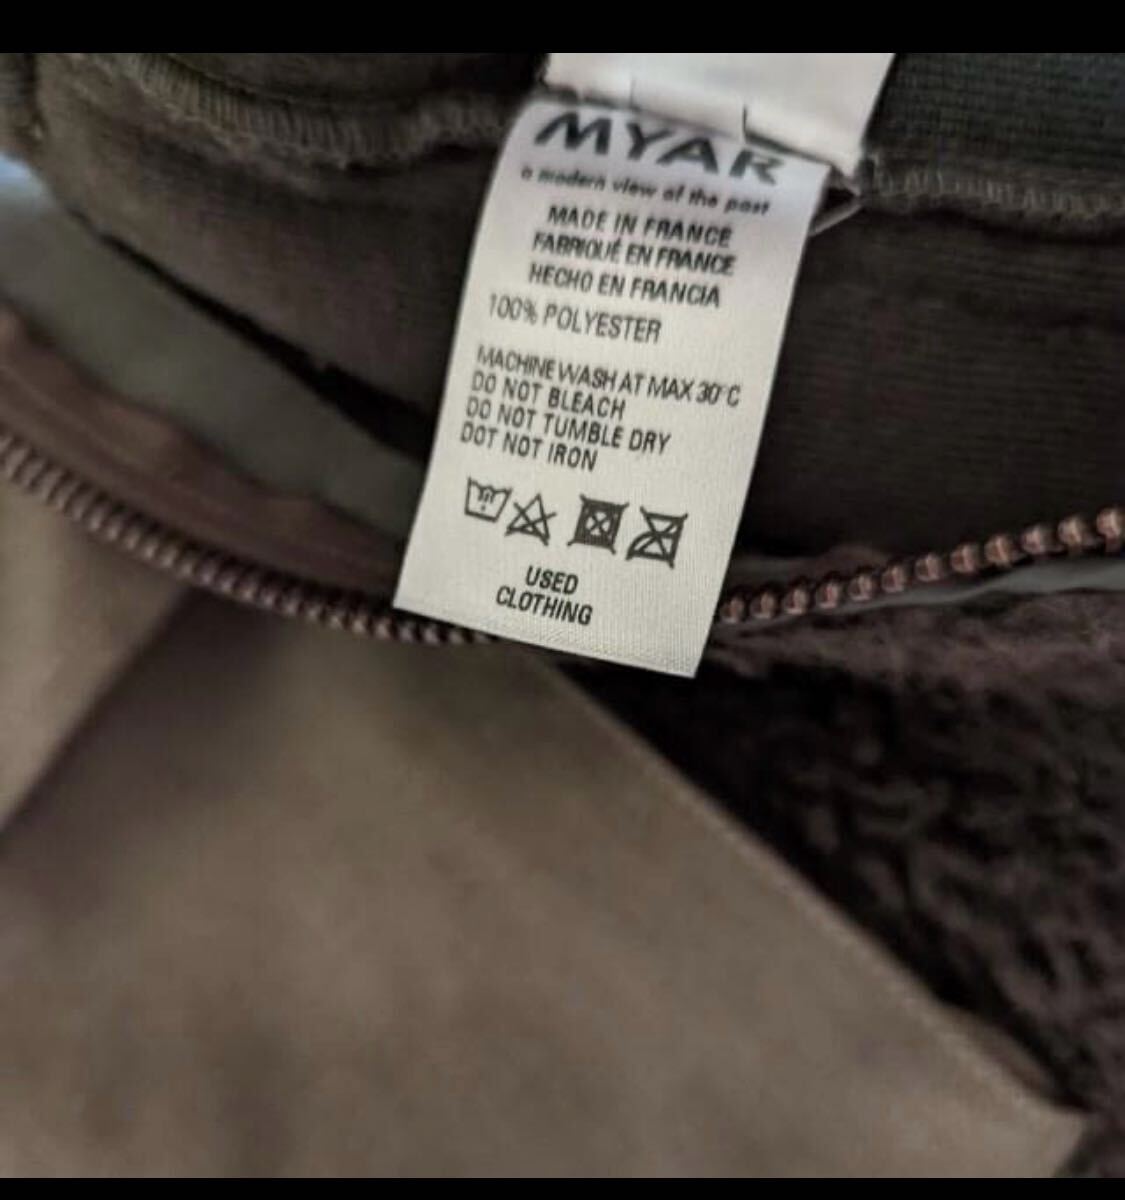 MYAR
a modern view of the past
MADE IN FRANCE
FABRIQUÉ EN FRANCE
HECHO EN FRANCIA
100% POLYESTER
MACHINE WASH AT MAX 30°C
DO NOT BLEACH
DO NOT TUMBLE DRY
DOT NOT IRON
USED
CLOTHING